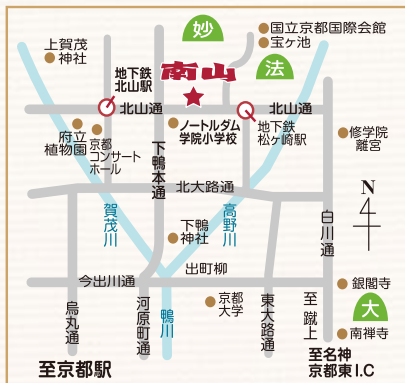 妙
国立京都国際会館
宝ヶ池
上賀茂
神社
地下鉄
北山駅
南山
法
北山通
北山通
府立
植物園
京都
コンサート
ホール
ノートルダム
学院小学校
地下鉄
松ヶ崎駅
修学院
離宮
下鴨本通
北大路通
N
賀茂川
高野川
白川通
下鴨
神社
出町柳
今出川通
銀閣寺
大
烏丸通
河原町通
鴨川
京都
大学
東大路通
至蹴上
南禅寺
至京都駅
至名神
京都東I.C